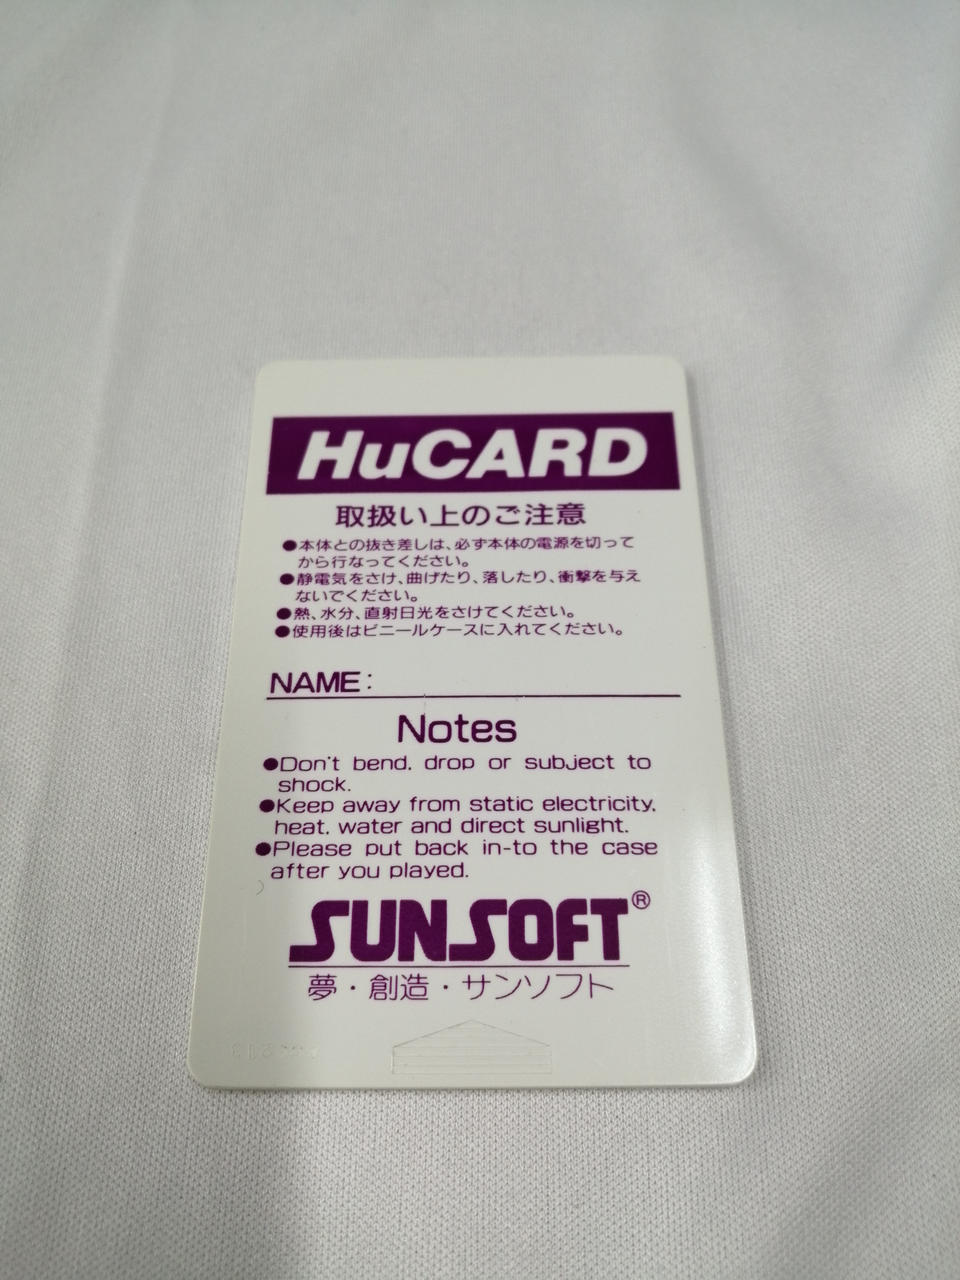 HuCARD
取扱い上のご注意
●本体との抜き差しは、必ず本体の電源を切って
から行なってください。
●静電気をさけ、曲げたり、落したり、衝撃を与え
ないでください。
●熱、水分、直射日光をさけてください。
●使用後はビニールケースに入れてください。
NAME:
Notes
●Don't bend. drop or subject to
shock.
●Keep away from static electricity.
heat. water and direct sunlight.
●Please put back in-to the case
after you played.
SUNSOFT®
夢・創造・サンソフト